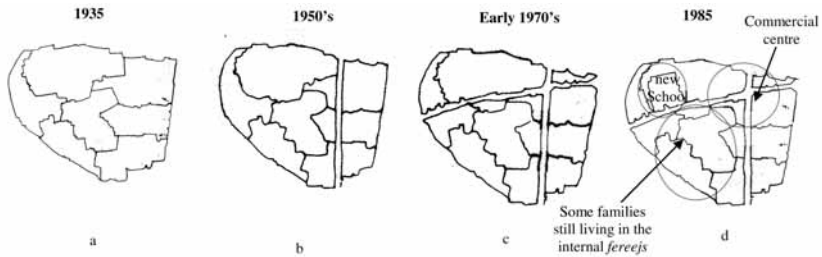 1935
1950's
Early 1970's
1985
Commercial
centre
new
School
Some families
still living in the
internal fereejs
a
b
c
d